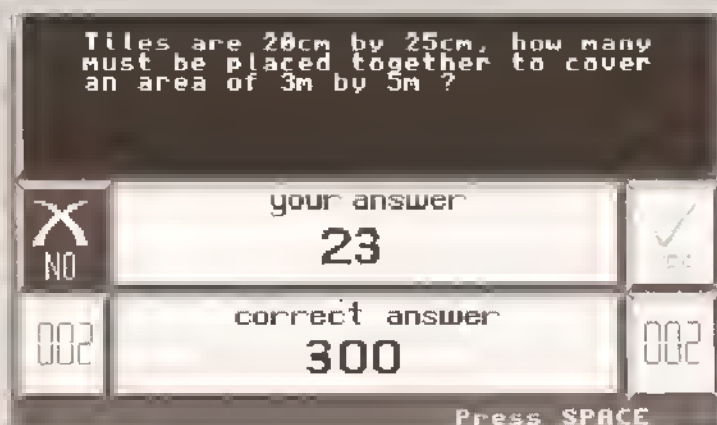 Tiles are 20cm by 25cm, how many
must be placed together to cover
an area of 3m by 5m ?
your answer
23
NO
correct answer
300
002
002
Press SPACE